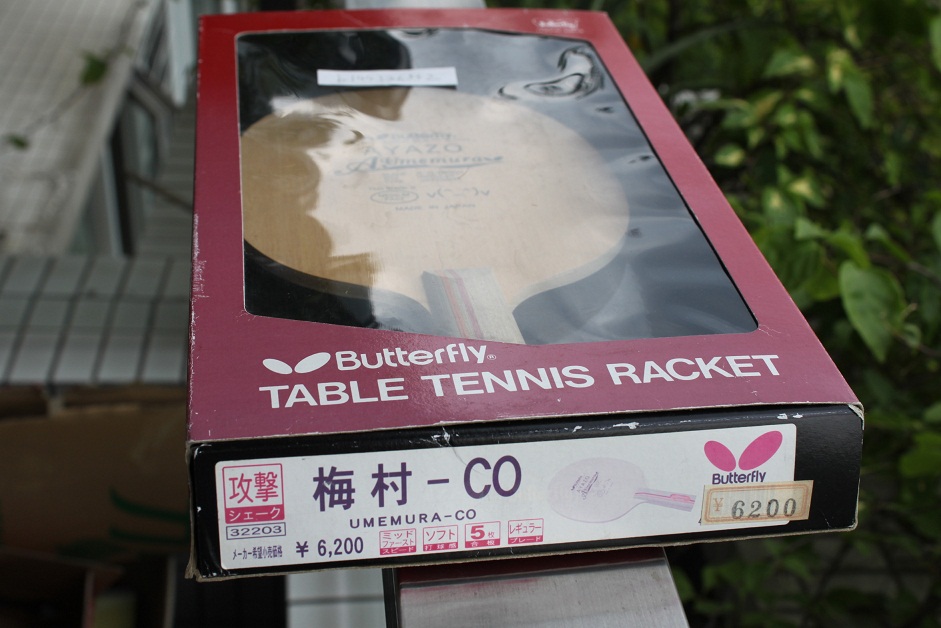 Butterfly
AYAZO
A.Umemura
MADE IN JAPAN
Butterfly®
TABLE TENNIS RACKET
攻撃
シェーク
32203
梅村-CO
UMEMURA-CO
メーカー希望小売価格
¥6,200
ミッド
ファースト
スピード
ソフト
打球感
5枚
合板
レギュラー
ブレード
Butterfly
¥ 6200